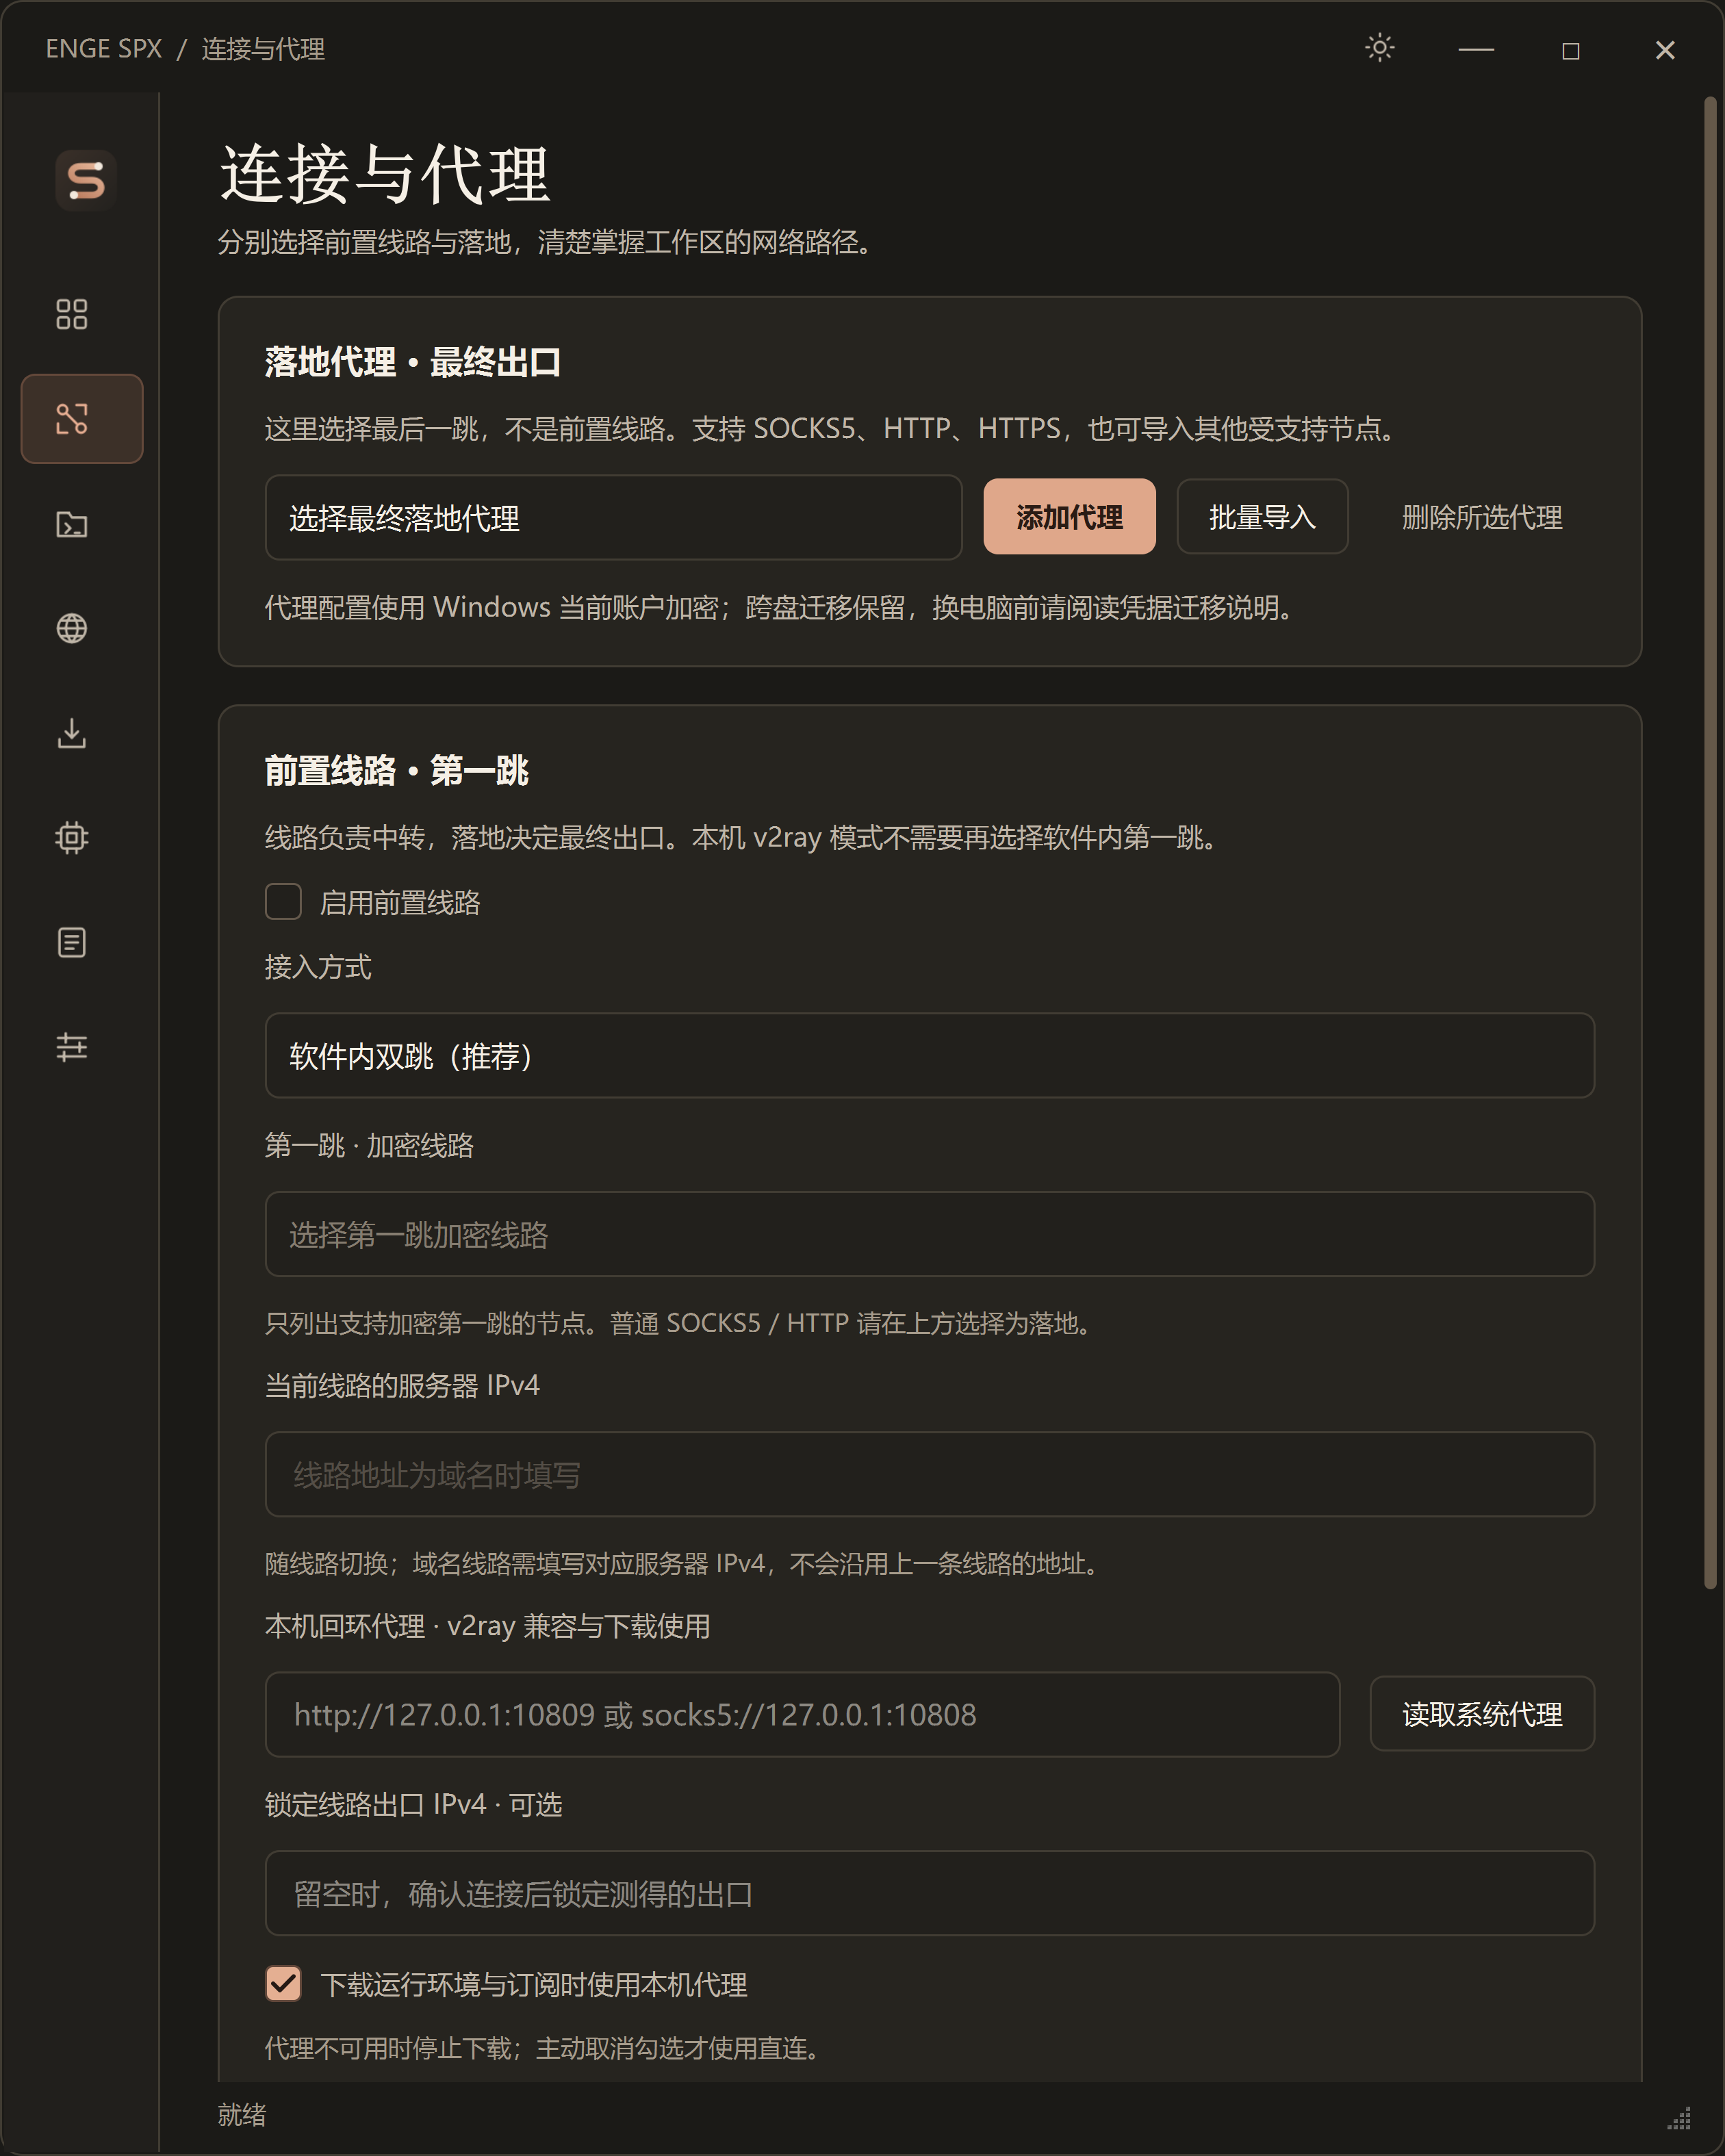 ENGE SPX / 连接与代理
连接与代理
分别选择前置线路与落地，清楚掌握工作区的网络路径。
落地代理 • 最终出口
这里选择最后一跳，不是前置线路。支持 SOCKS5、HTTP、HTTPS，也可导入其他受支持节点。
选择最终落地代理
添加代理
批量导入
删除所选代理
代理配置使用 Windows 当前账户加密；跨盘迁移保留，换电脑前请阅读凭据迁移说明。
前置线路 • 第一跳
线路负责中转，落地决定最终出口。本机 v2ray 模式不需要再选择软件内第一跳。
启用前置线路
接入方式
软件内双跳（推荐）
第一跳 · 加密线路
选择第一跳加密线路
只列出支持加密第一跳的节点。普通 SOCKS5 / HTTP 请在上方选择为落地。
当前线路的服务器 IPv4
线路地址为域名时填写
随线路切换；域名线路需填写对应服务器 IPv4，不会沿用上一条线路的地址。
本机回环代理 · v2ray 兼容与下载使用
http://127.0.0.1:10809 或 socks5://127.0.0.1:10808
读取系统代理
锁定线路出口 IPv4 · 可选
留空时，确认连接后锁定测得的出口
下载运行环境与订阅时使用本机代理
代理不可用时停止下载；主动取消勾选才使用直连。
就绪